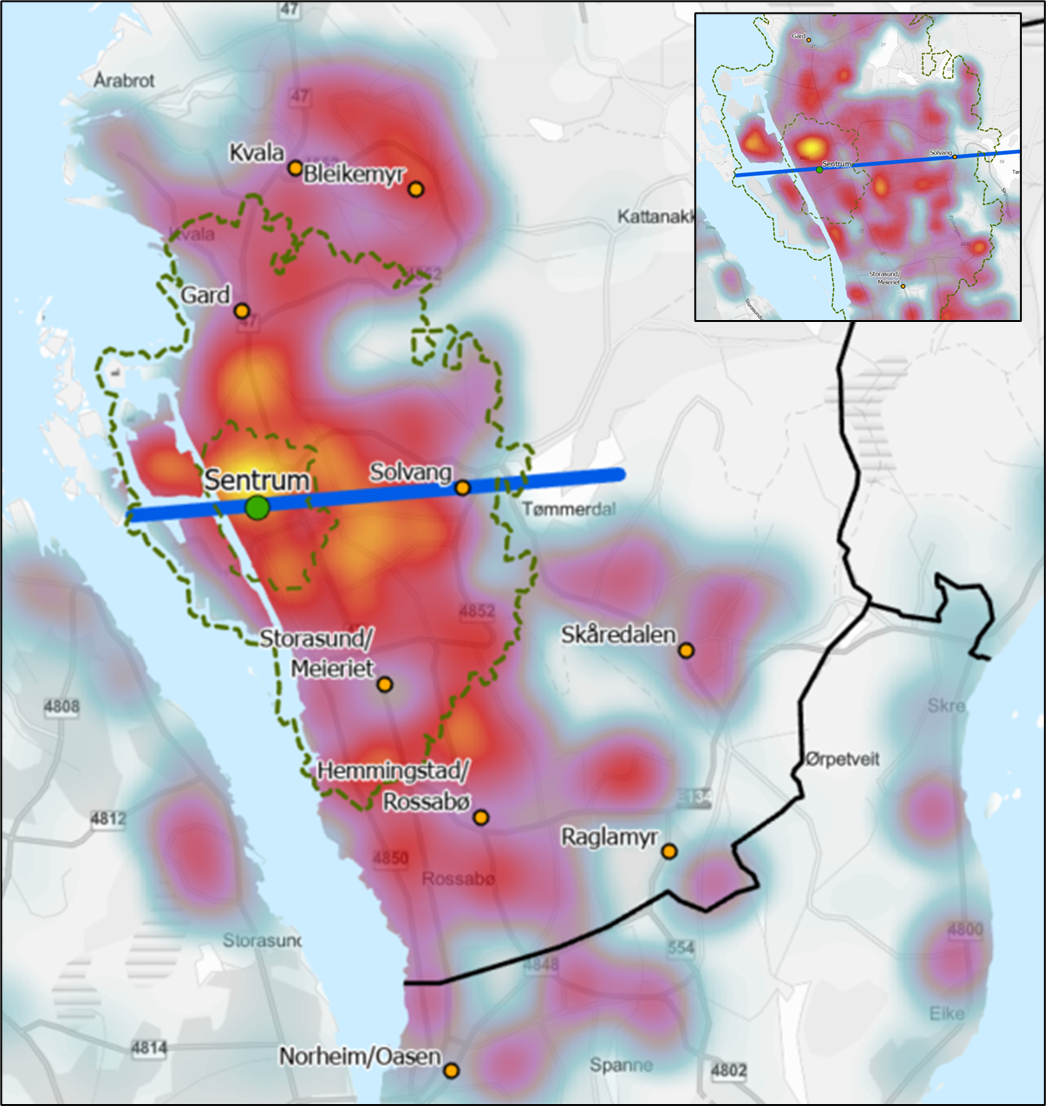 47
Gard
Årabrot
47
Kvala
Bleikemyr
Solvang
Sentrum
Kattanakk
Kvala
Storasund/
Meieriet
Gard
47
Solvang
Sentrum
Tømmerdal
4852
Storasund/
Meieriet
Skåredalen
4808
Skre
Ørpetveit
Hemmingstad/
Rossabø
E134
4812
Raglamyr
4850
Rossabø
4800
Storasund
554
4848
Eike
4814
Norheim/Oasen
Spanne
4802